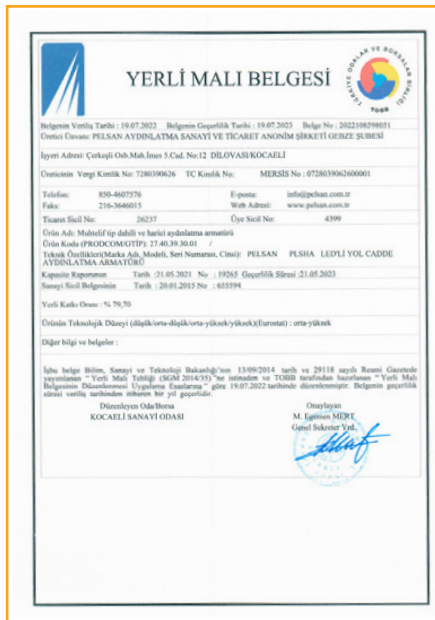 YERLİ MALI BELGESİ
TÜRKİYE ODALAR VE BORSALAR BİRLİĞİ
TOBB
Belgenin Veriliş Tarihi : 19.07.2022 Belgenin Geçerlilik Tarihi : 19.07.2023 Belge No : 2022108598051
Üretici Ünvanı: PELSAN AYDINLATMA SANAYİ VE TİCARET ANONİM ŞİRKETİ GEBZE ŞUBESİ
İşyeri Adresi: Çerkeşli Osb.Mah.İmes 5.Cad. No:12 DİLOVASI/KOCAELİ
Üreticinin Vergi Kimlik No: 7280390626 TC Kimlik No: MERSİS No : 0728039062600001
Telefon: 850-4607576 E-posta: info@pelsan.com.tr
Faks: 216-3646015 Web Adresi: www.pelsan.com.tr
Ticaret Sicil No: 26237 Üye Sicil No: 4399
Ürün Adı: Muhtelif tip dahili ve harici aydınlatma armatürü
Ürün Kodu (PRODCOM/GTİP): 27.40.39.30.01 /
Teknik Özellikleri(Marka Adı, Modeli, Seri Numarası, Cinsi): PELSAN PLSHA LED'Lİ YOL CADDE
AYDINLATMA ARMATÜRÜ
Kapasite Raporunun Tarih :21.05.2021 No : 19265 Geçerlilik Süresi :21.05.2023
Sanayi Sicil Belgesinin Tarih : 20.01.2015 No : 655594
Yerli Katkı Oranı : % 79,70
Ürünün Teknolojik Düzeyi (düşük/orta-düşük/orta-yüksek/yüksek)(Eurostat) : orta-yüksek
Diğer bilgi ve belgeler :
İşbu belge Bilim, Sanayi ve Teknoloji Bakanlığı'nın 13/09/2014 tarih ve 29118 sayılı Resmi Gazetede
yayımlanan "Yerli Malı Tebliği (SGM 2014/35) "ne istinaden ve TOBB tarafından hazırlanan " Yerli Malı
Belgesinin Düzenlenmesi Uygulama Esaslarına " göre 19.07.2022 tarihinde düzenlenmiştir. Belgenin geçerlilik
süresi veriliş tarihinden itibaren bir yıl geçerlidir.
Düzenleyen Oda/Borsa
KOCAELİ SANAYİ ODASI
Onaylayan
M. Egemen MERT
Genel Sekreter Yrd.